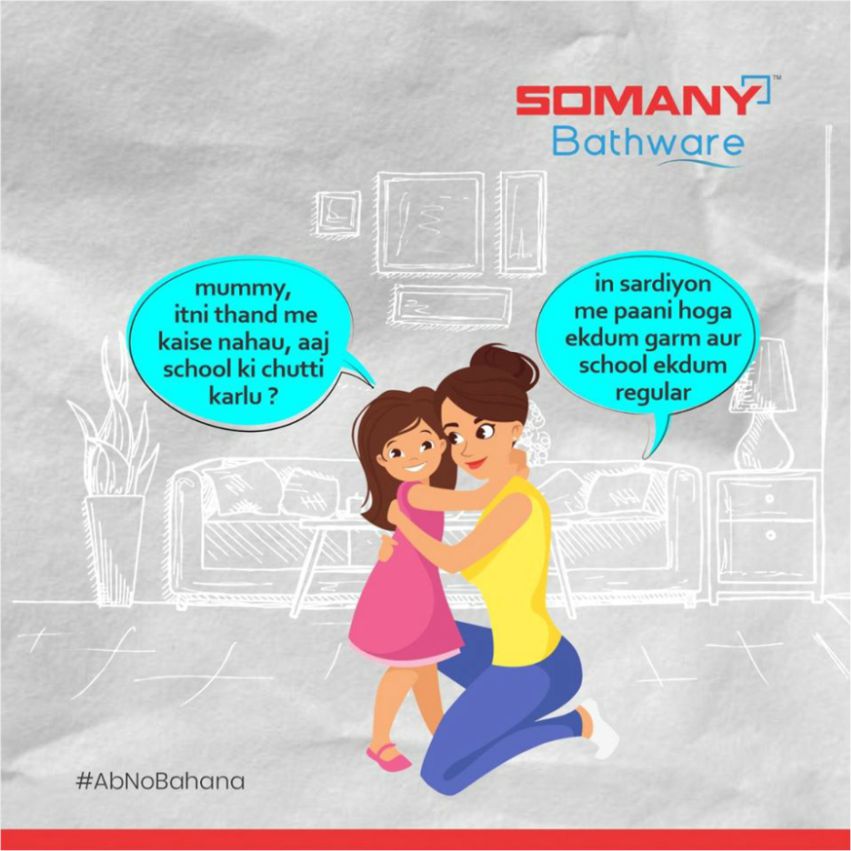 SOMANY™
Bathware
mummy,
itni thand me
kaise nahau, aaj
school ki chutti
karlu ?
in sardiyon
me paani hoga
ekdum garm aur
school ekdum
regular
#AbNoBahana